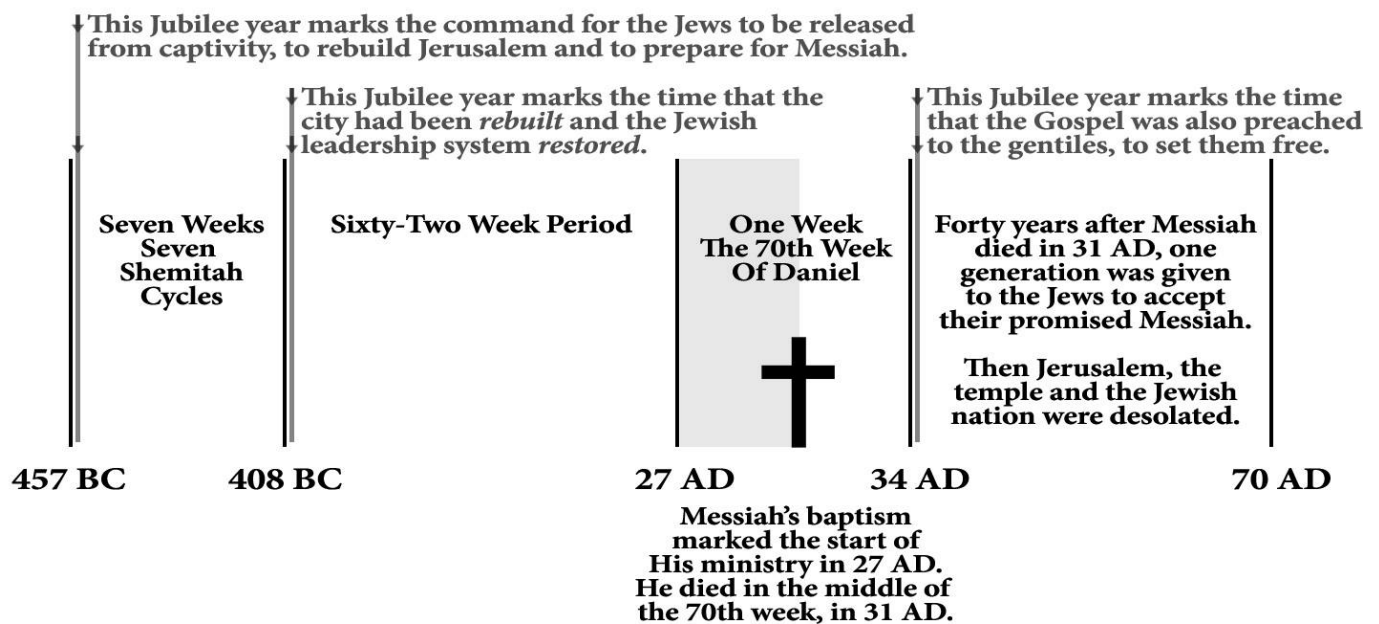 This Jubilee year marks the command for the Jews to be released
from captivity, to rebuild Jerusalem and to prepare for Messiah.
This Jubilee year marks the time that the
city had been rebuilt and the Jewish
leadership system restored.
This Jubilee year marks the time
that the Gospel was also preached
to the gentiles, to set them free.
Seven Weeks
Seven
Shemitah
Cycles
Sixty-Two Week Period
One Week
The 70th Week
Of Daniel
Forty years after Messiah
died in 31 AD, one
generation was given
to the Jews to accept
their promised Messiah.
Then Jerusalem, the
temple and the Jewish
nation were desolated.
457 BC
408 BC
27 AD
34 AD
70 AD
Messiah's baptism
marked the start of
His ministry in 27 AD.
He died in the middle of
the 70th week, in 31 AD.